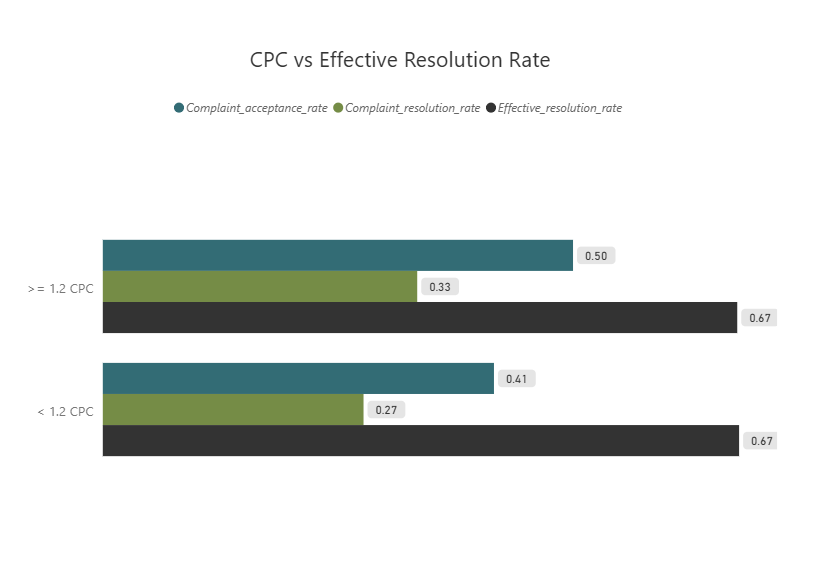 CPC vs Effective Resolution Rate
Complaint_acceptance_rate Complaint_resolution_rate Effective_resolution_rate
0.50
>= 1.2 CPC
0.33
0.67
0.41
< 1.2 CPC
0.27
0.67